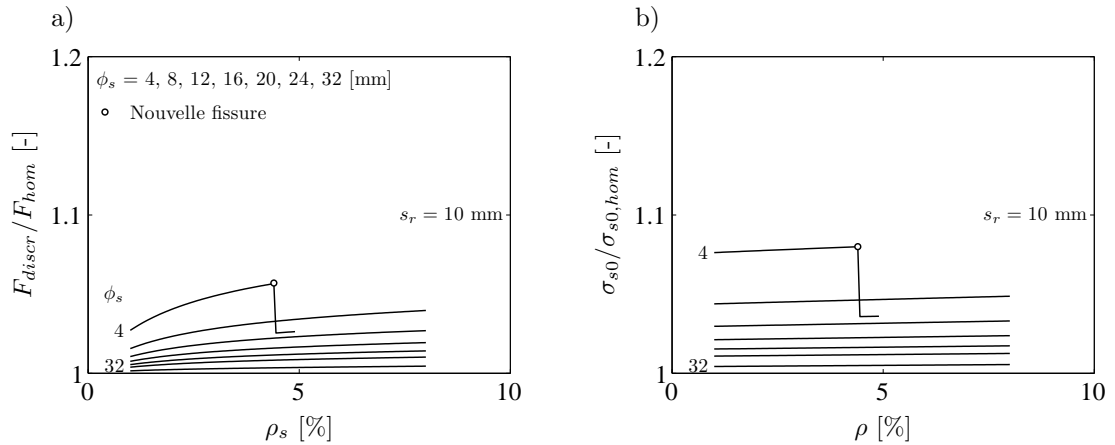 a)
1.2
ϕs = 4, 8, 12, 16, 20, 24, 32 [mm]
Nouvelle fissure
Fdiscr/Fhom [-]
1.1
sr = 10 mm
ϕs
4
32
1
0
5
10
ρs [%]
b)
1.2
σs0/σs0,hom [-]
1.1
sr = 10 mm
4
32
1
0
5
10
ρ [%]